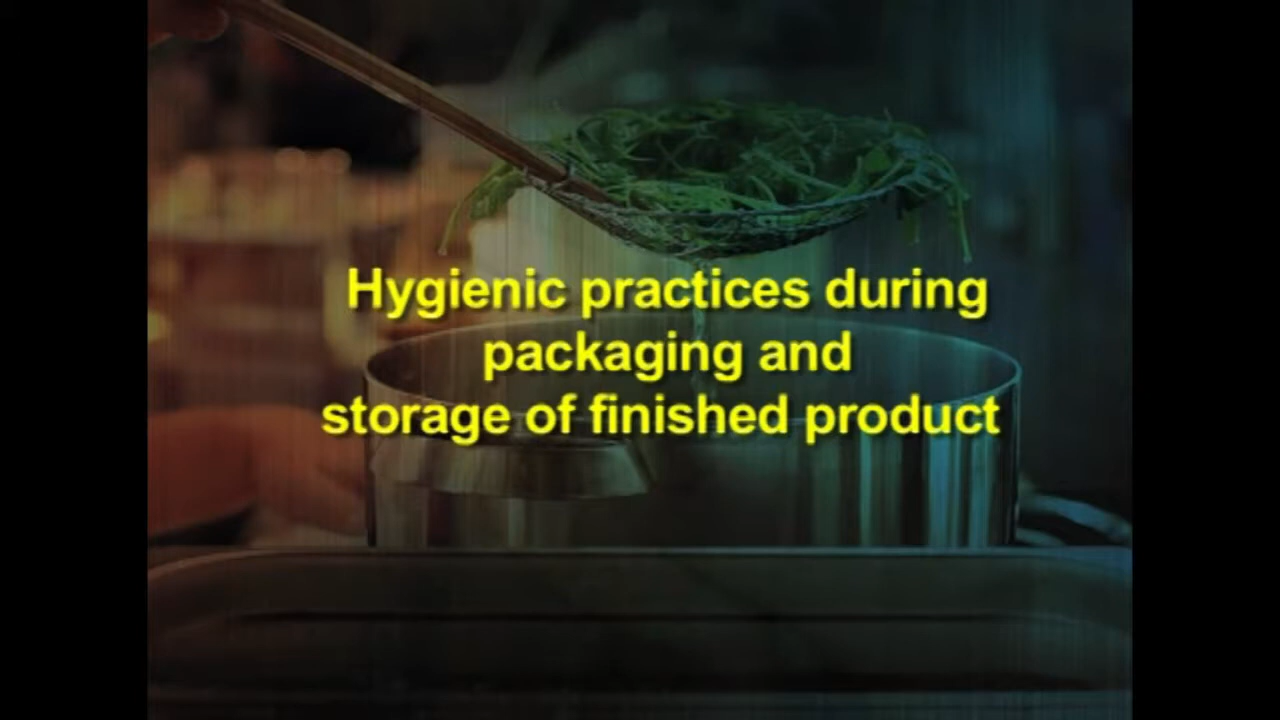 Hygienic practices during
packaging and
storage of finished product